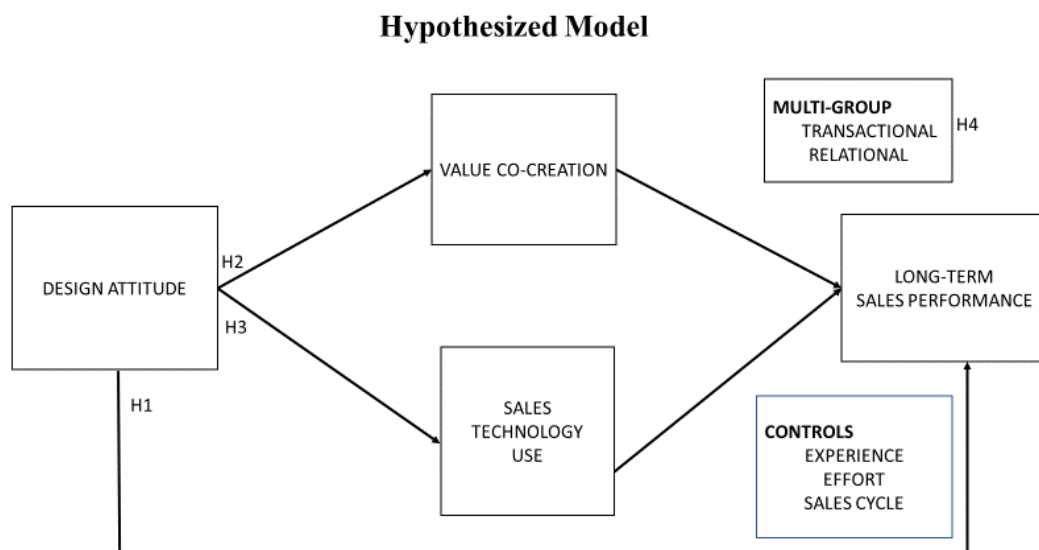 Hypothesized Model
MULTI-GROUP
TRANSACTIONAL
RELATIONAL
H4
VALUE CO-CREATION
DESIGN ATTITUDE
H2
H3
H1
LONG-TERM
SALES PERFORMANCE
SALES
TECHNOLOGY
USE
CONTROLS
EXPERIENCE
EFFORT
SALES CYCLE